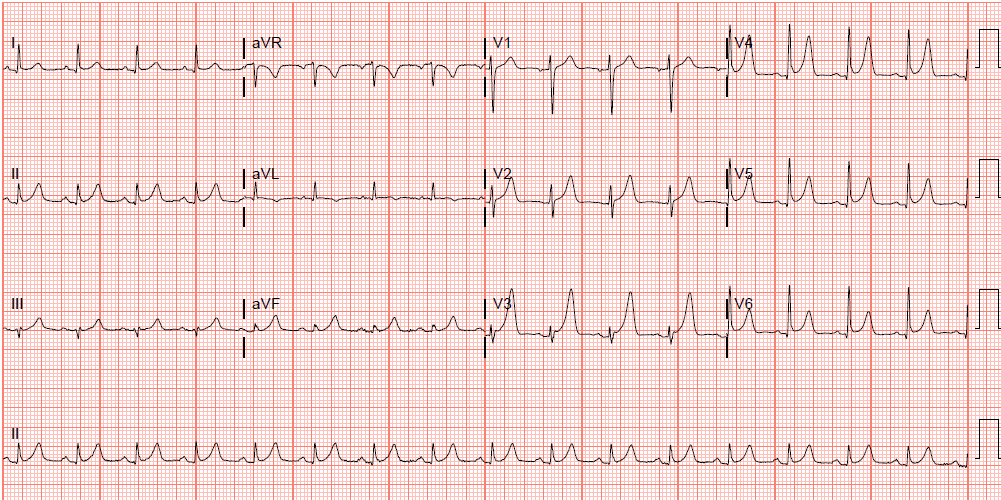 I aVR V1 V4
II aVL V2 V5
III aVF V3 V6
II